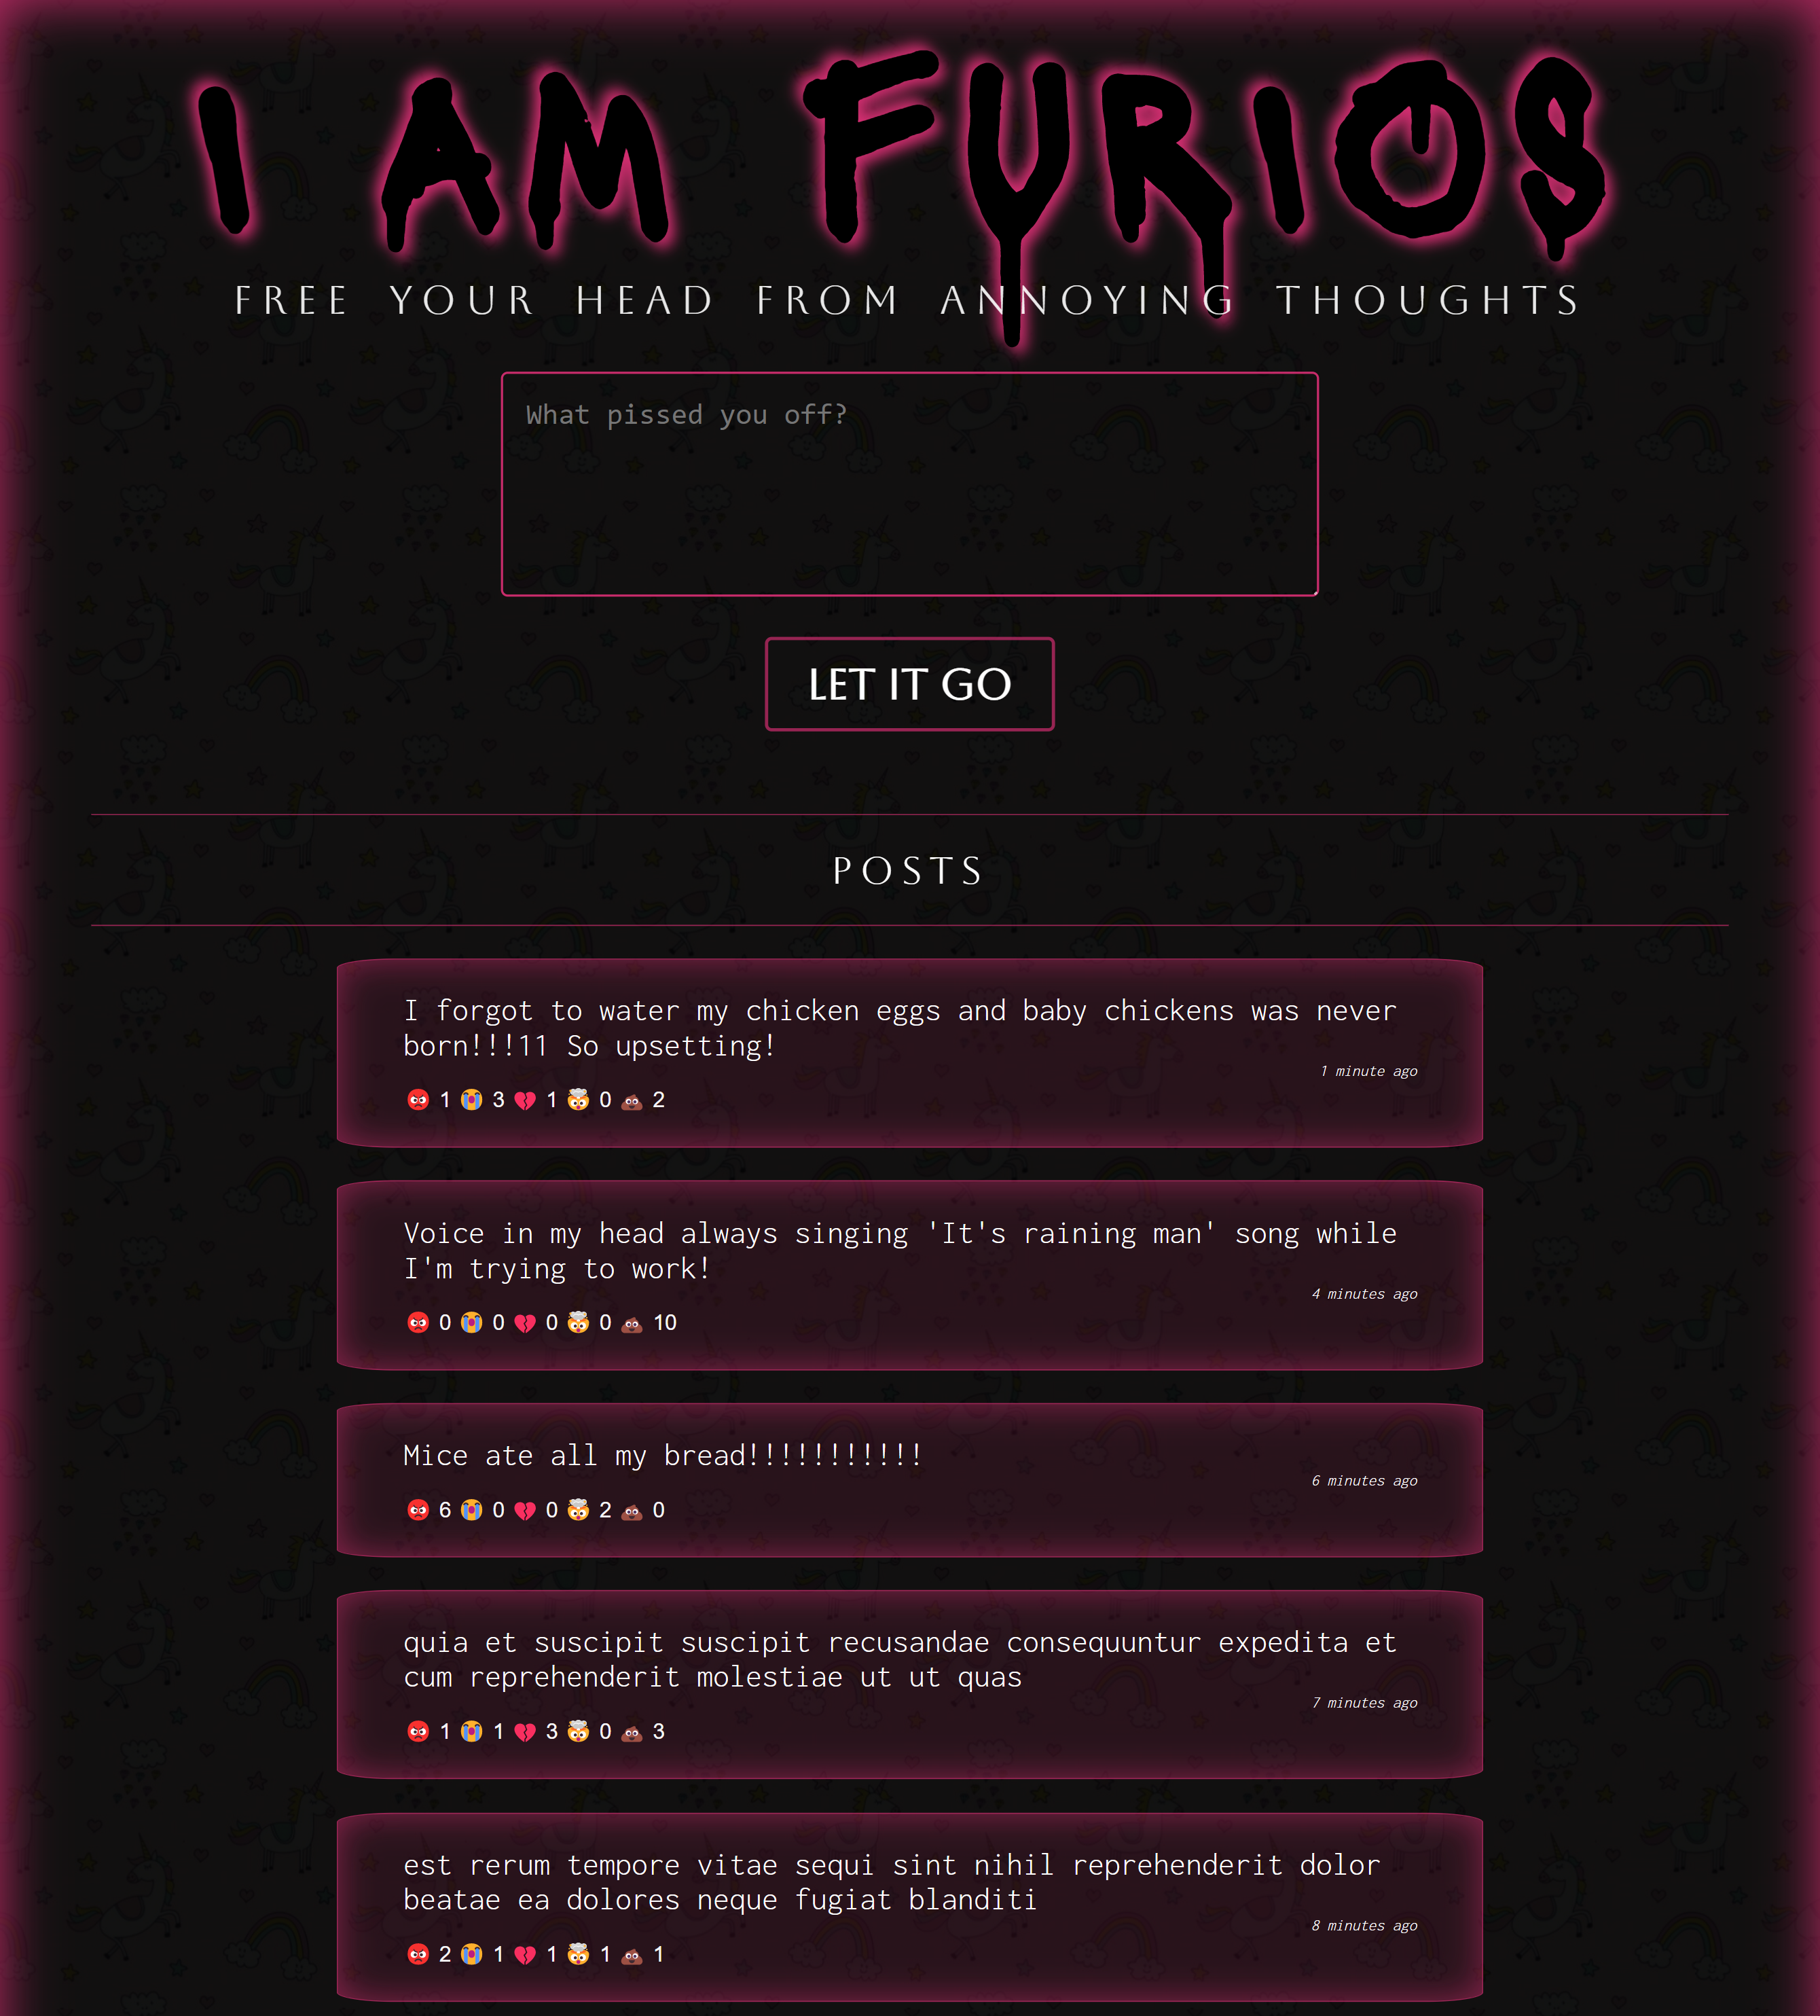 I AM FURIOS
FREE YOUR HEAD FROM ANNOYING THOUGHTS
What pissed you off?
LET IT GO
POSTS
I forgot to water my chicken eggs and baby chickens was never
born!!!11 So upsetting!
1 minute ago
😡 1 😭 3 💔 1 🤯 0 💩 2
Voice in my head always singing 'It's raining man' song while
I'm trying to work!
4 minutes ago
😡 0 😭 0 💔 0 🤯 0 💩 10
Mice ate all my bread!!!!!!!!!!!
6 minutes ago
😡 6 😭 0 💔 0 🤯 2 💩 0
quia et suscipit suscipit recusandae consequuntur expedita et
cum reprehenderit molestiae ut ut quas
7 minutes ago
😡 1 😭 1 💔 3 🤯 0 💩 3
est rerum tempore vitae sequi sint nihil reprehenderit dolor
beatae ea dolores neque fugiat blanditi
8 minutes ago
😡 2 😭 1 💔 1 🤯 1 💩 1